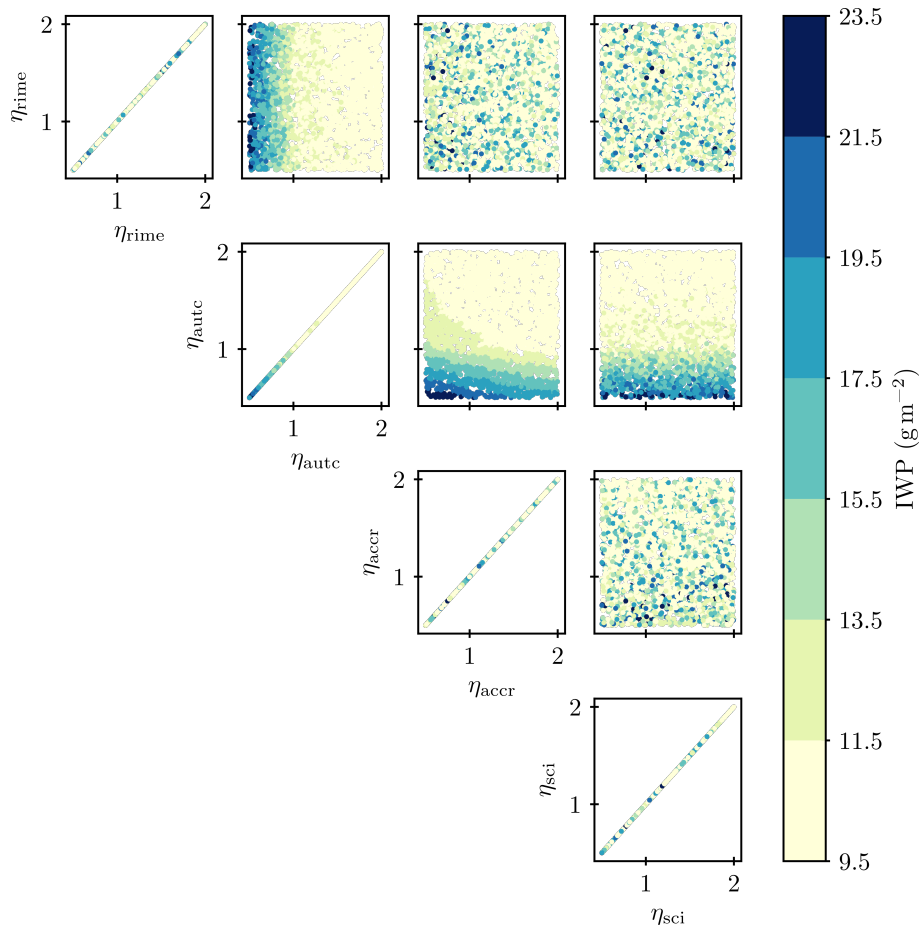 2
1
η_rime
1
2
η_rime
2
1
η_autc
1
2
η_autc
2
1
η_accr
1
2
η_accr
2
1
η_sci
1
2
η_sci
23.5
21.5
19.5
17.5
15.5
13.5
11.5
9.5
IWP (g m⁻²)